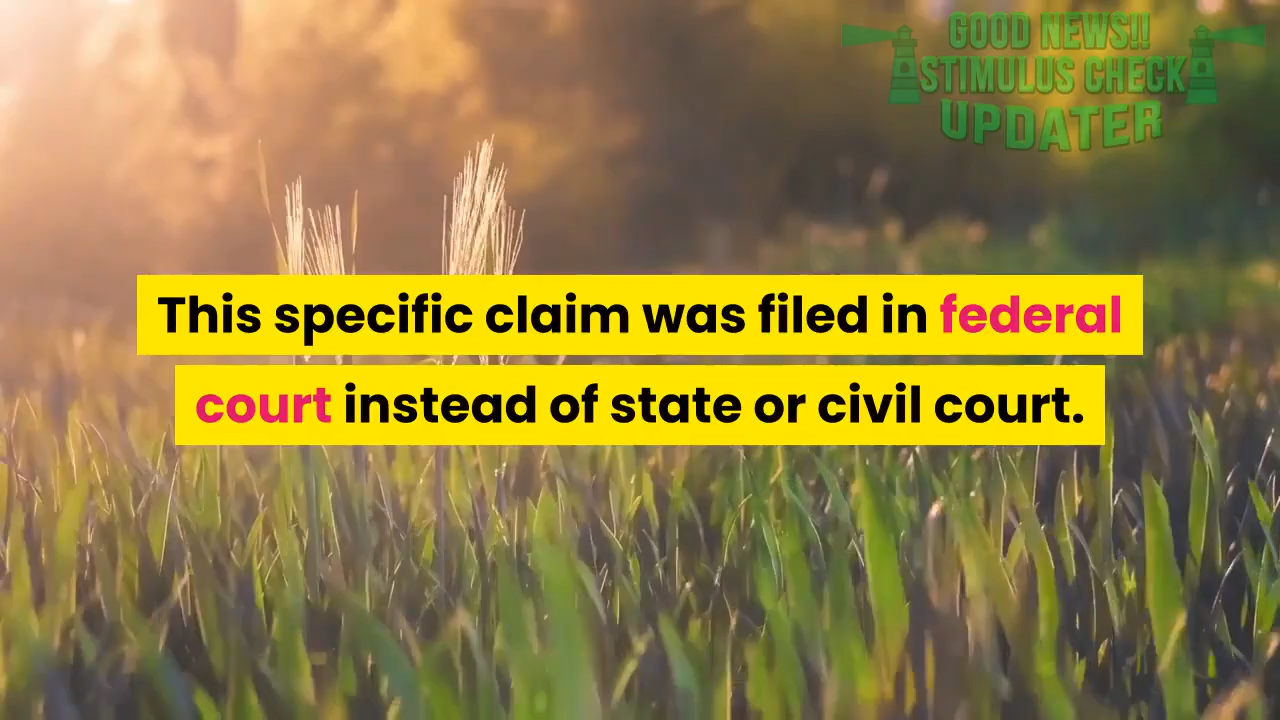 GOOD NEWS!!
STIMULUS CHECK
UPDATER
This specific claim was filed in federal
court instead of state or civil court.